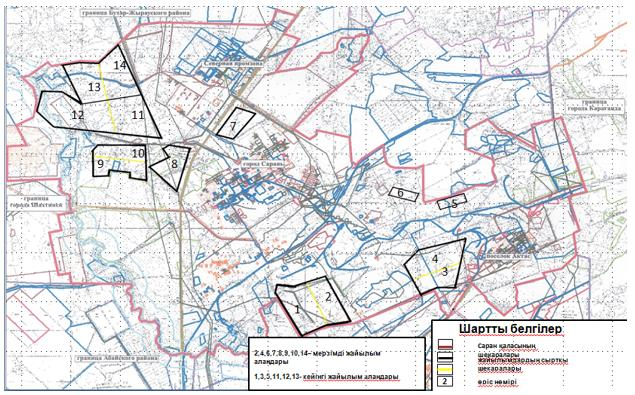 граница Бухар-Жырауского района
Северная промзона
14
13
12
11
7
граница
города Караганда
10
9
8
город Сарань
6
5
граница
города Шахтинск
поселок Актас
4
3
2
1
граница Абайского района
2,4,6,7,8,9,10,14– мерзімді жайылым
алаңдары
1,3,5,11,12,13- кейінгі жайылым алаңдары
Шартты белгілер
Саран қаласының
шекаралары
жайылымдардың сыртқы
шекаралары
2 өріс нөмірі